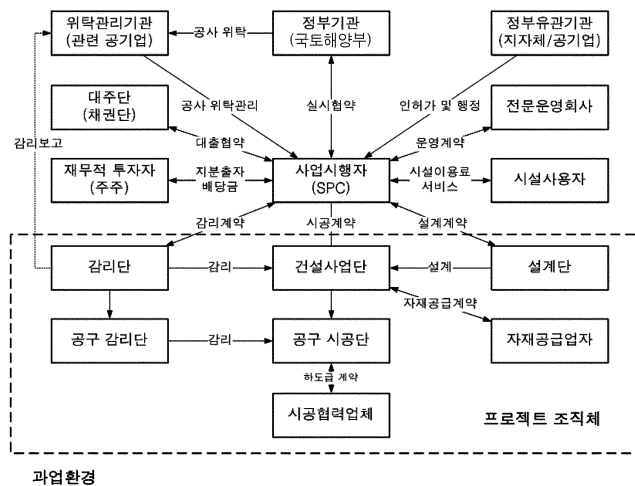 위탁관리기관
(관련 공기업)
공사 위탁
정부기관
(국토해양부)
정부유관기관
(지자체/공기업)
공사 위탁관리
실시협약
인허가 및 행정
감리보고
대주단
(채권단)
대출협약
운영계약
전문운영회사
재무적 투자자
(주주)
지분출자
배당금
사업시행자
(SPC)
시설이용료
서비스
시설사용자
감리계약
시공계약
설계계약
감리단
감리
건설사업단
설계
설계단
자재공급계약
공구 감리단
감리
공구 시공단
자재공급업자
하도급 계약
시공협력업체
프로젝트 조직체
과업환경